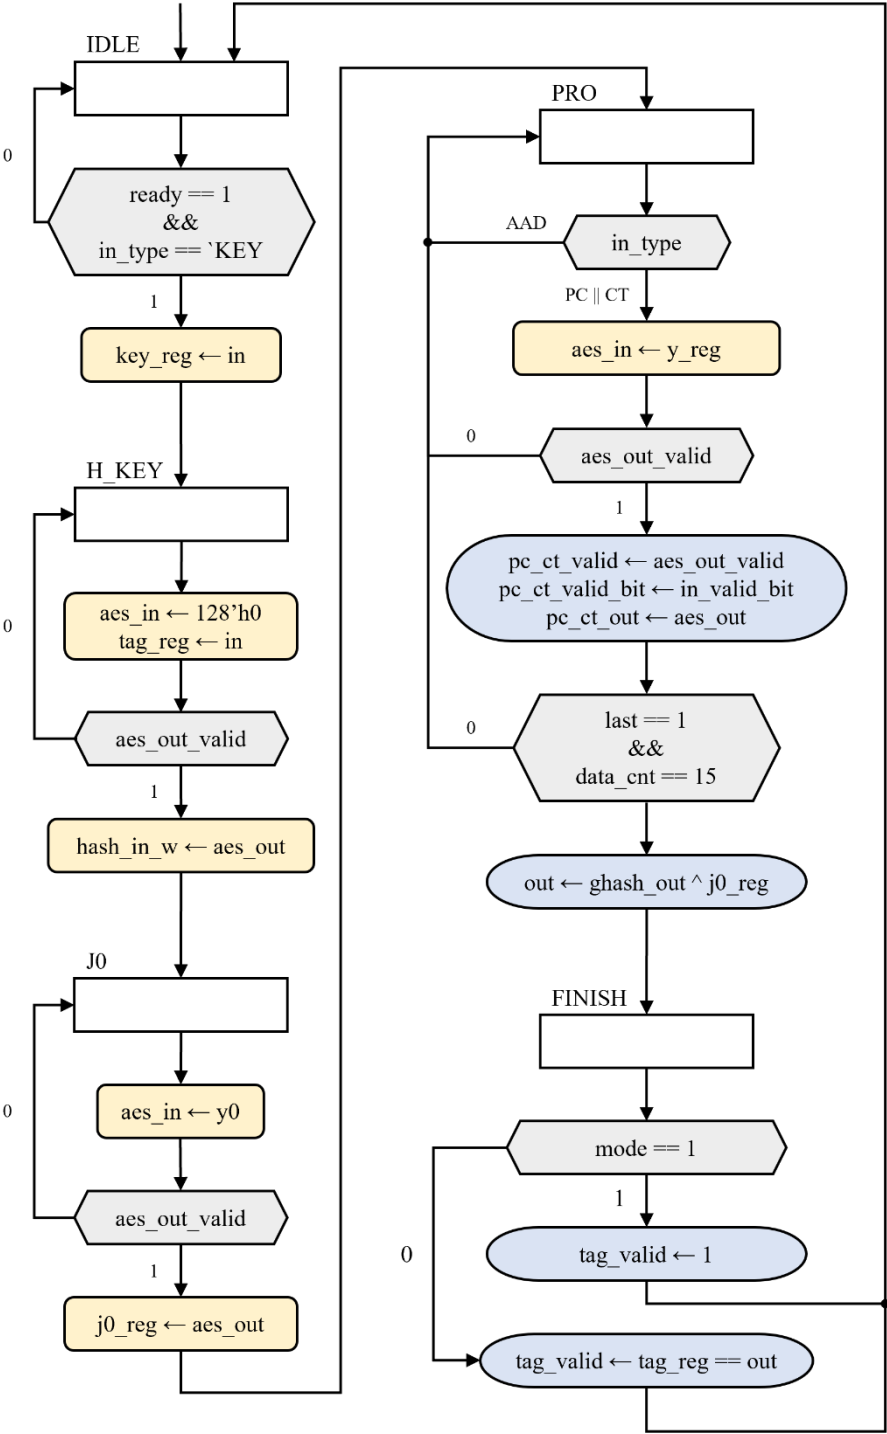 IDLE
0
ready == 1
&&
in_type == `KEY
1
key_reg ← in
H_KEY
0
aes_in ← 128’h0
tag_reg ← in
aes_out_valid
1
hash_in_w ← aes_out
J0
0
aes_in ← y0
aes_out_valid
1
j0_reg ← aes_out
PRO
AAD
in_type
PC || CT
aes_in ← y_reg
0
aes_out_valid
1
pc_ct_valid ← aes_out_valid
pc_ct_valid_bit ← in_valid_bit
pc_ct_out ← aes_out
0
last == 1
&&
data_cnt == 15
out ← ghash_out ^ j0_reg
FINISH
mode == 1
1
0
tag_valid ← 1
tag_valid ← tag_reg == out